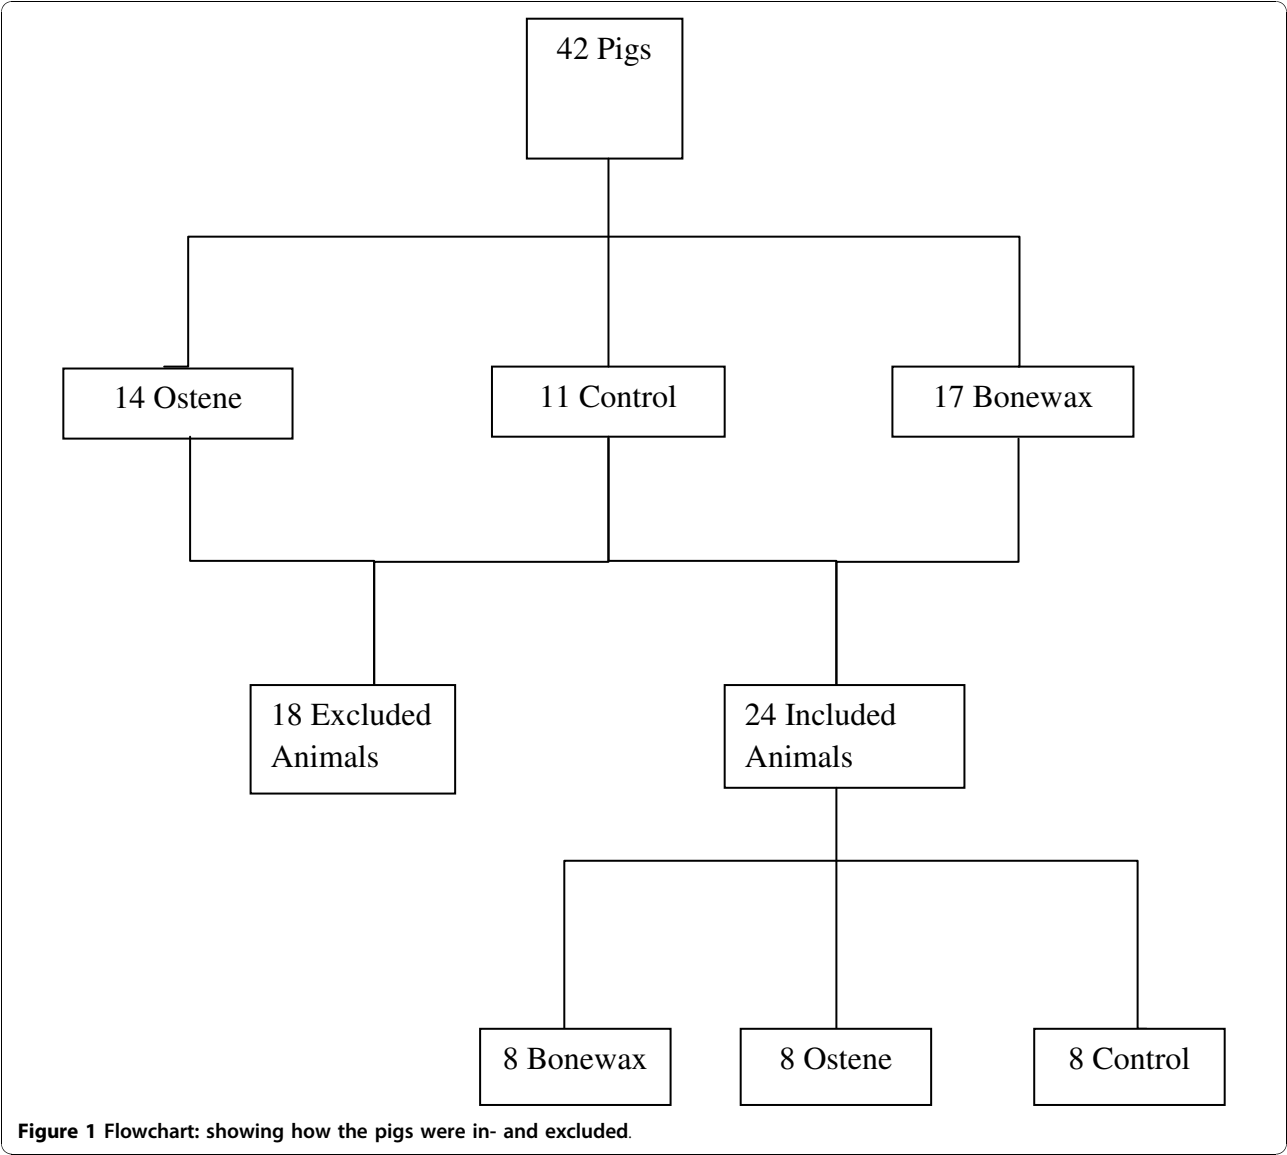 42 Pigs
14 Ostene
11 Control
17 Bonewax
18 Excluded
Animals
24 Included
Animals
8 Bonewax
8 Ostene
8 Control
Figure 1 Flowchart: showing how the pigs were in- and excluded.